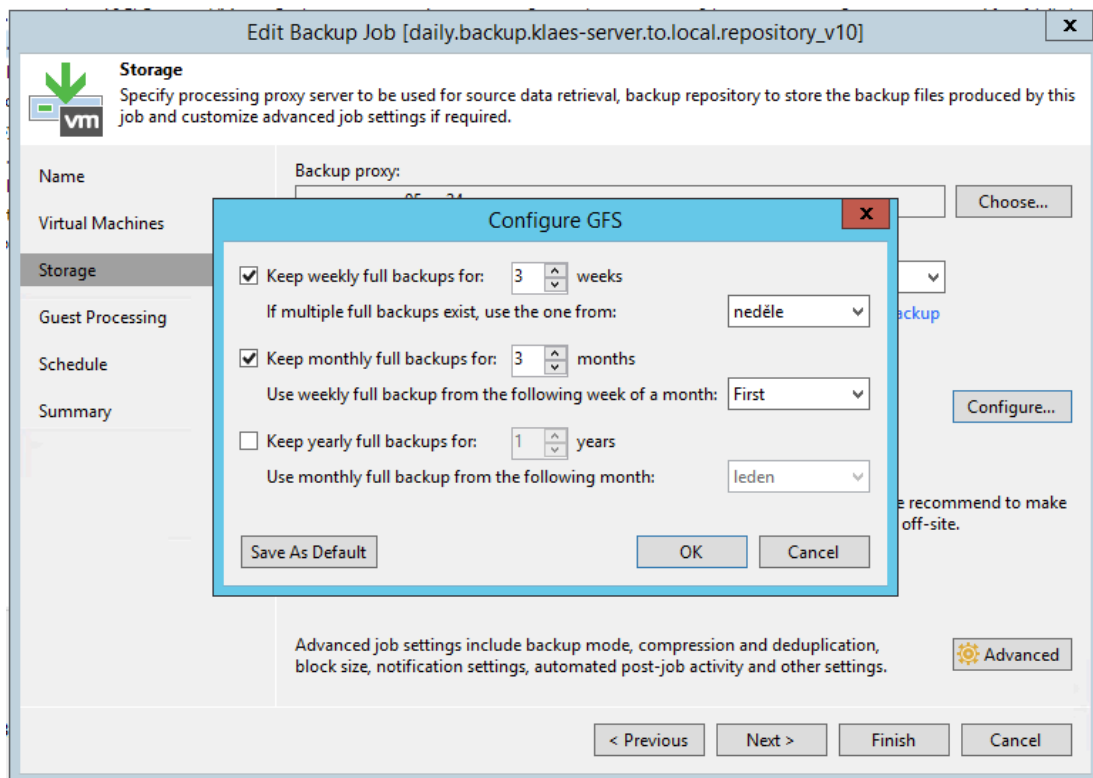 Edit Backup Job [daily.backup.klaes-server.to.local.repository_v10]
x
Storage
Specify processing proxy server to be used for source data retrieval, backup repository to store the backup files produced by this
job and customize advanced job settings if required.
vm
Name
Virtual Machines
Storage
Guest Processing
Schedule
Summary
Backup proxy:
Choose...
Configure GFS
x
Keep weekly full backups for: 3 weeks
If multiple full backups exist, use the one from: neděle
Keep monthly full backups for: 3 months
Use weekly full backup from the following week of a month: First
Keep yearly full backups for: 1 years
Use monthly full backup from the following month: leden
Save As Default OK Cancel
Configure...
recommend to make
off-site.
Advanced job settings include backup mode, compression and deduplication,
block size, notification settings, automated post-job activity and other settings.
Advanced
< Previous Next > Finish Cancel